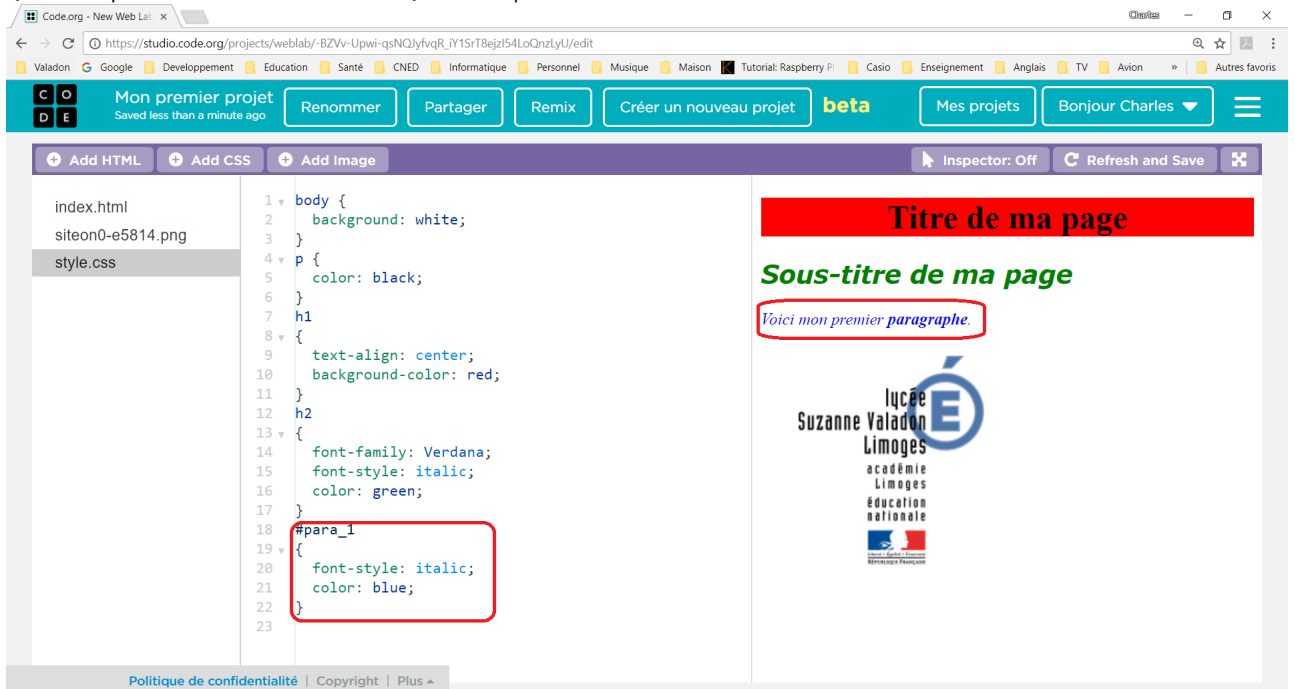 Code.org - New Web Lab
Charles
https://studio.code.org/projects/weblab/-BZVv-Upwi-qsNQJyfvqR_iY1SrT8ejzI54LoQnzLyU/edit
Valadon Google Developpement Education Santé CNED Informatique Personnel Musique Maison Tutorial: Raspberry Pi Casio Enseignement Anglais TV Avion » Autres favoris
CODE
Mon premier projet
Saved less than a minute ago
Renommer Partager Remix Créer un nouveau projet beta Mes projets Bonjour Charles
Add HTML Add CSS Add Image Inspector: Off Refresh and Save
index.html
siteon0-e5814.png
style.css
1 body {
2 background: white;
3 }
4 p {
5 color: black;
6 }
7 h1
8 {
9 text-align: center;
10 background-color: red;
11 }
12 h2
13 {
14 font-family: Verdana;
15 font-style: italic;
16 color: green;
17 }
18 #para_1
19 {
20 font-style: italic;
21 color: blue;
22 }
23
Titre de ma page
Sous-titre de ma page
Voici mon premier paragraphe.
lycée
Suzanne Valadon
Limoges
É
académie
Limoges
éducation
nationale
Liberté • Égalité • Fraternité
RÉPUBLIQUE FRANÇAISE
Politique de confidentialité | Copyright | Plus